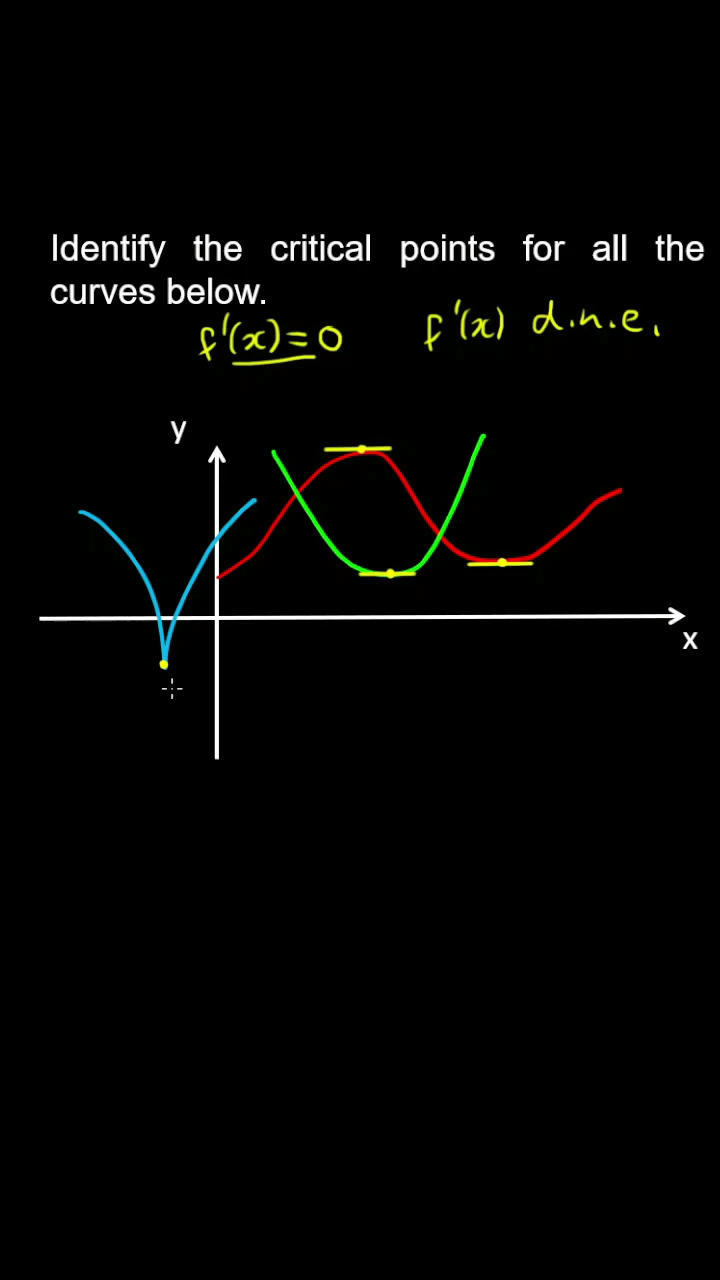 Identify the critical points for all the
curves below.
f'(x)=0 f'(x) d.n.e.
y
x